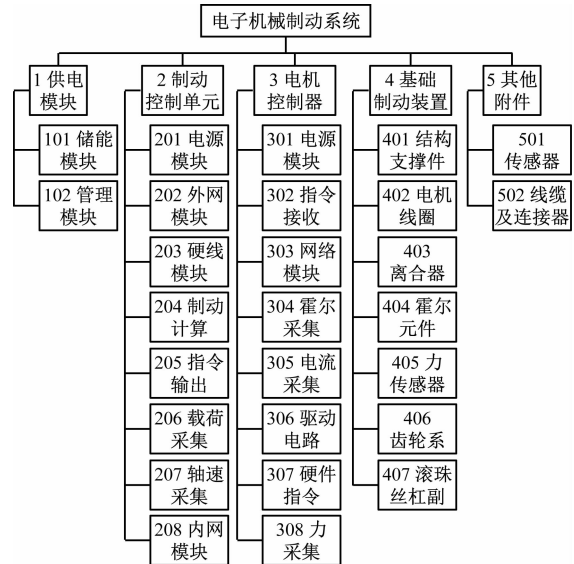 电子机械制动系统
1 供电
模块
2 制动
控制单元
3 电机
控制器
4 基础
制动装置
5 其他
附件
101 储能
模块
102 管理
模块
201 电源
模块
202 外网
模块
203 硬线
模块
204 制动
计算
205 指令
输出
206 载荷
采集
207 轴速
采集
208 内网
模块
301 电源
模块
302 指令
接收
303 网络
模块
304 霍尔
采集
305 电流
采集
306 驱动
电路
307 硬件
指令
308 力
采集
401 结构
支撑件
402 电机
线圈
403
离合器
404 霍尔
元件
405 力
传感器
406
齿轮系
407 滚珠
丝杠副
501
传感器
502 线缆
及连接器